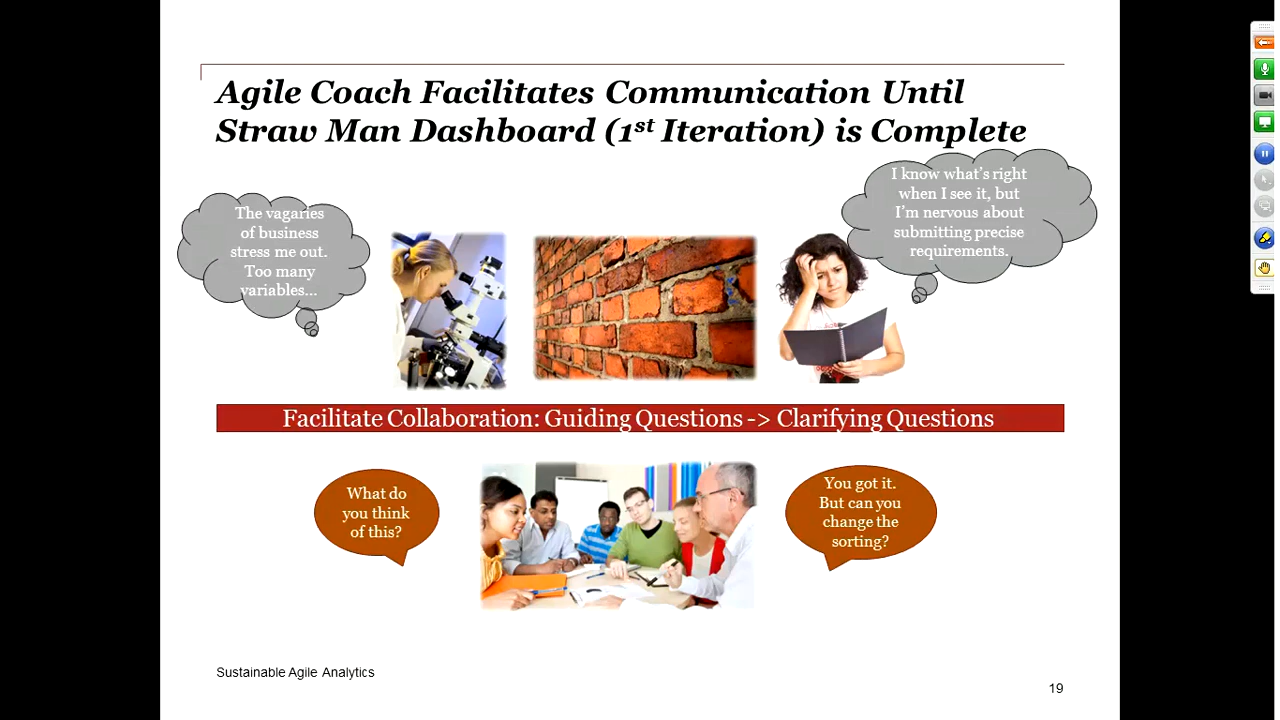 Agile Coach Facilitates Communication Until
Straw Man Dashboard (1st Iteration) is Complete
The vagaries
of business
stress me out.
Too many
variables...
I know what's right
when I see it, but
I'm nervous about
submitting precise
requirements.
Facilitate Collaboration: Guiding Questions -> Clarifying Questions
What do
you think
of this?
You got it.
But can you
change the
sorting?
Sustainable Agile Analytics
19